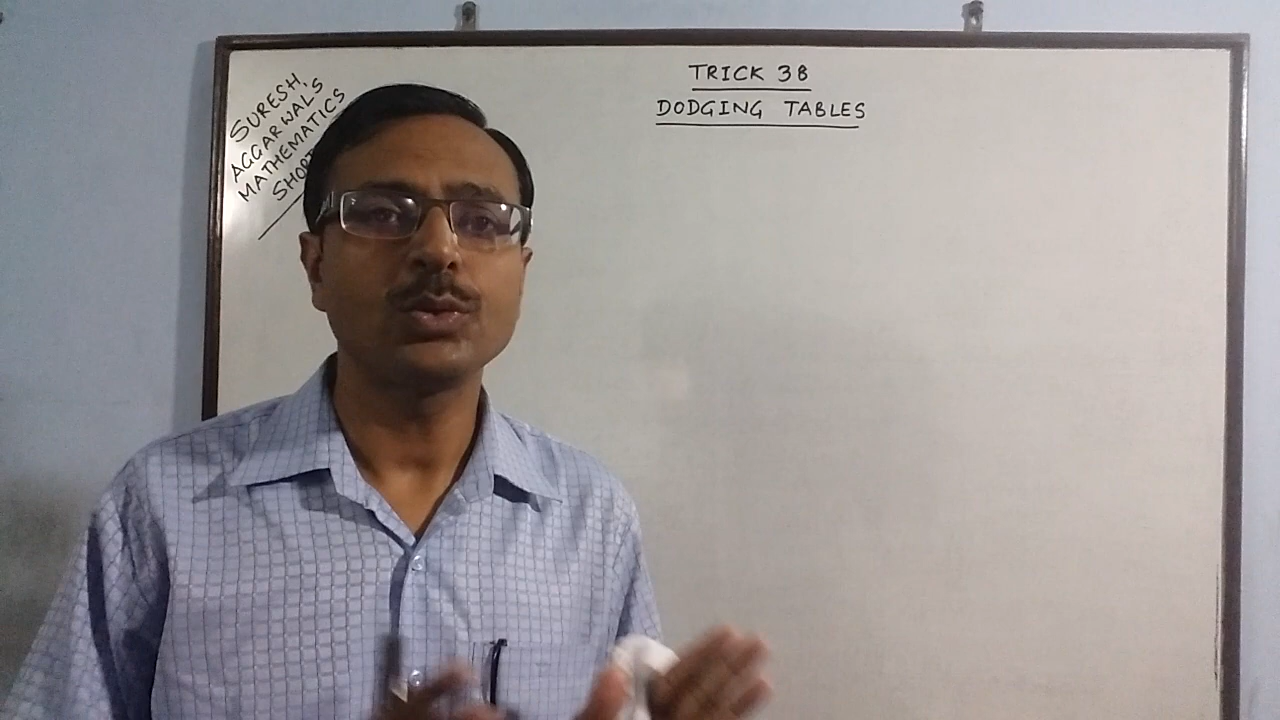 SURESH
AGGARWAL'S
MATHEMATICS
TRICK 38
DODGING TABLES